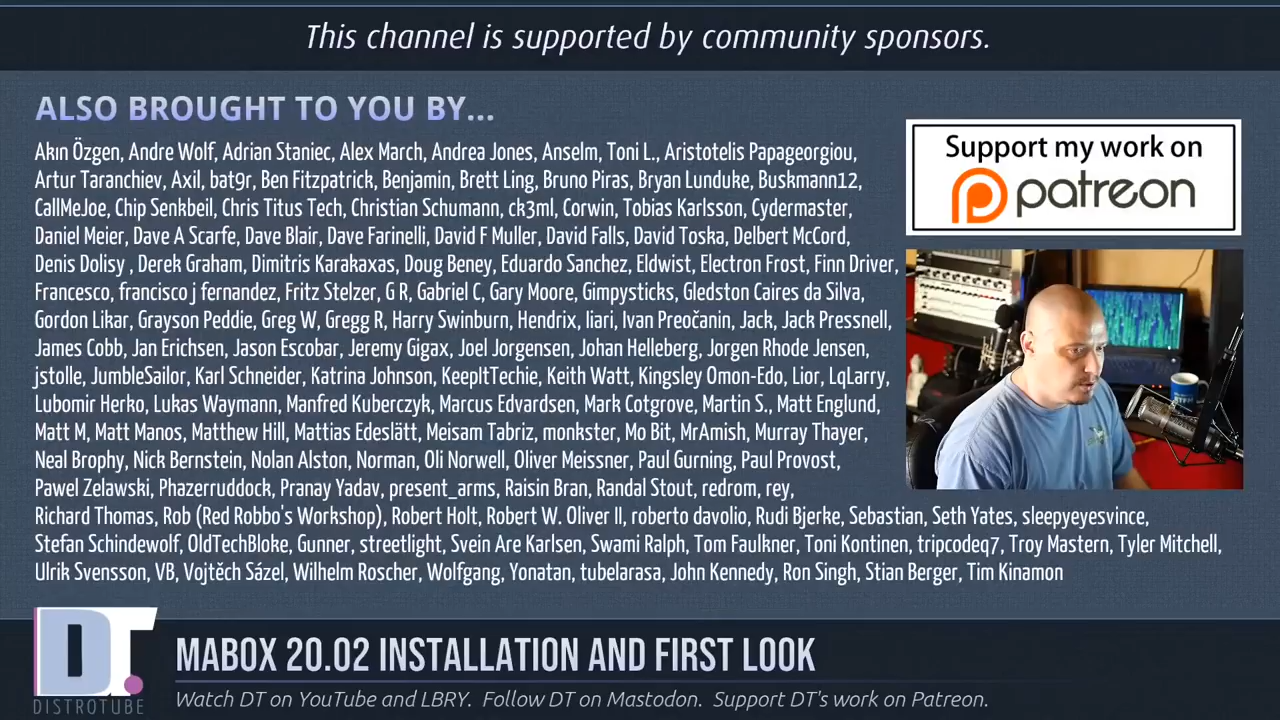 This channel is supported by community sponsors.
ALSO BROUGHT TO YOU BY...
Akın Özgen, Andre Wolf, Adrian Staniec, Alex March, Andrea Jones, Anselm, Toni L., Aristotelis Papageorgiou,
Artur Taranchiev, Axil, bat9r, Ben Fitzpatrick, Benjamin, Brett Ling, Bruno Piras, Bryan Lunduke, Buskmann12,
CallMeJoe, Chip Senkbeil, Chris Titus Tech, Christian Schumann, ck3ml, Corwin, Tobias Karlsson, Cydermaster,
Daniel Meier, Dave A Scarfe, Dave Blair, Dave Farinelli, David F Muller, David Falls, David Toska, Delbert McCord,
Denis Dolisy , Derek Graham, Dimitris Karakaxas, Doug Beney, Eduardo Sanchez, Eldwist, Electron Frost, Finn Driver,
Francesco, francisco j fernandez, Fritz Stelzer, G R, Gabriel C, Gary Moore, Gimpysticks, Gledston Caires da Silva,
Gordon Likar, Grayson Peddie, Greg W, Gregg R, Harry Swinburn, Hendrix, Iiari, Ivan Preočanin, Jack, Jack Pressnell,
James Cobb, Jan Erichsen, Jason Escobar, Jeremy Gigax, Joel Jorgensen, Johan Helleberg, Jorgen Rhode Jensen,
jstolle, JumbleSailor, Karl Schneider, Katrina Johnson, KeepItTechie, Keith Watt, Kingsley Omon-Edo, Lior, LqLarry,
Lubomir Herko, Lukas Waymann, Manfred Kuberczyk, Marcus Edvardsen, Mark Cotgrove, Martin S., Matt Englund,
Matt M, Matt Manos, Matthew Hill, Mattias Edeslätt, Meisam Tabriz, monkster, Mo Bit, MrAmish, Murray Thayer,
Neal Brophy, Nick Bernstein, Nolan Alston, Norman, Oli Norwell, Oliver Meissner, Paul Gurning, Paul Provost,
Pawel Zelawski, Phazerruddock, Pranay Yadav, present_arms, Raisin Bran, Randal Stout, redrom, rey,
Richard Thomas, Rob (Red Robbo's Workshop), Robert Holt, Robert W. Oliver II, roberto davolio, Rudi Bjerke, Sebastian, Seth Yates, sleepyeyesvince,
Stefan Schindewolf, OldTechBloke, Gunner, streetlight, Svein Are Karlsen, Swami Ralph, Tom Faulkner, Toni Kontinen, tripcodeq7, Troy Mastern, Tyler Mitchell,
Ulrik Svensson, VB, Vojtěch Sázel, Wilhelm Roscher, Wolfgang, Yonatan, tubelarasa, John Kennedy, Ron Singh, Stian Berger, Tim Kinamon
Support my work on
patreon
DT
DISTROTUBE
MABOX 20.02 INSTALLATION AND FIRST LOOK
Watch DT on YouTube and LBRY. Follow DT on Mastodon. Support DT's work on Patreon.